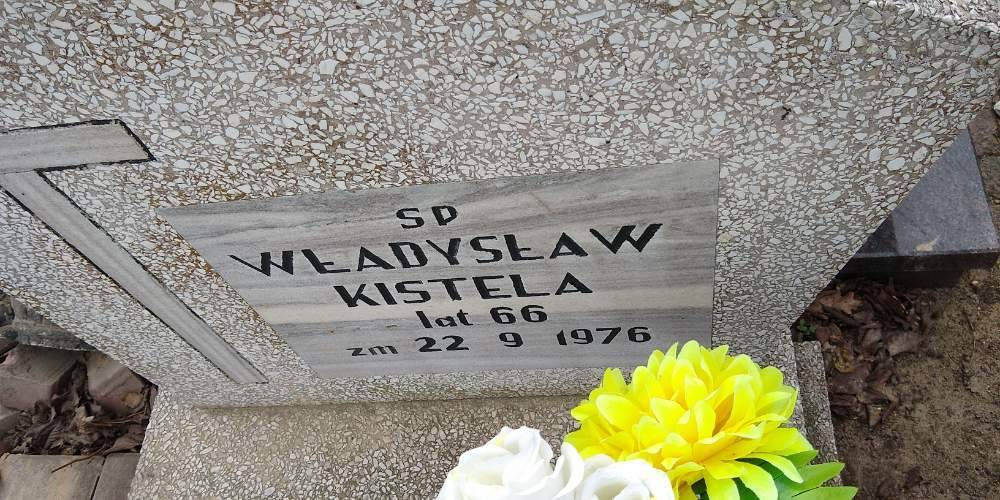 SP
WŁADYSŁAW
KISTELA
lat 66
zm 22 9 1976